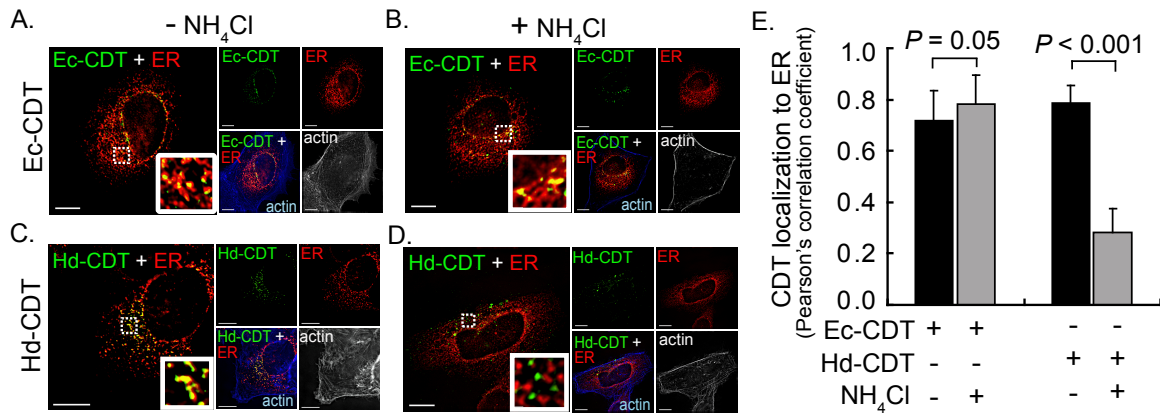 A.
- NH₄Cl
B.
+ NH₄Cl
Ec-CDT
Ec-CDT + ER
Ec-CDT
ER
Ec-CDT +
ER
actin
actin
Ec-CDT + ER
Ec-CDT
ER
Ec-CDT +
ER
actin
actin
C.
D.
Hd-CDT
Hd-CDT + ER
Hd-CDT
ER
Hd-CDT +
ER
actin
actin
Hd-CDT + ER
Hd-CDT
ER
Hd-CDT +
ER
actin
actin
E.
CDT localization to ER
(Pearson's correlation coefficient)
1.0
0.8
0.6
0.4
0.2
0.0
P = 0.05
P < 0.001
Ec-CDT + + - -
Hd-CDT - - + +
NH₄Cl - + - +